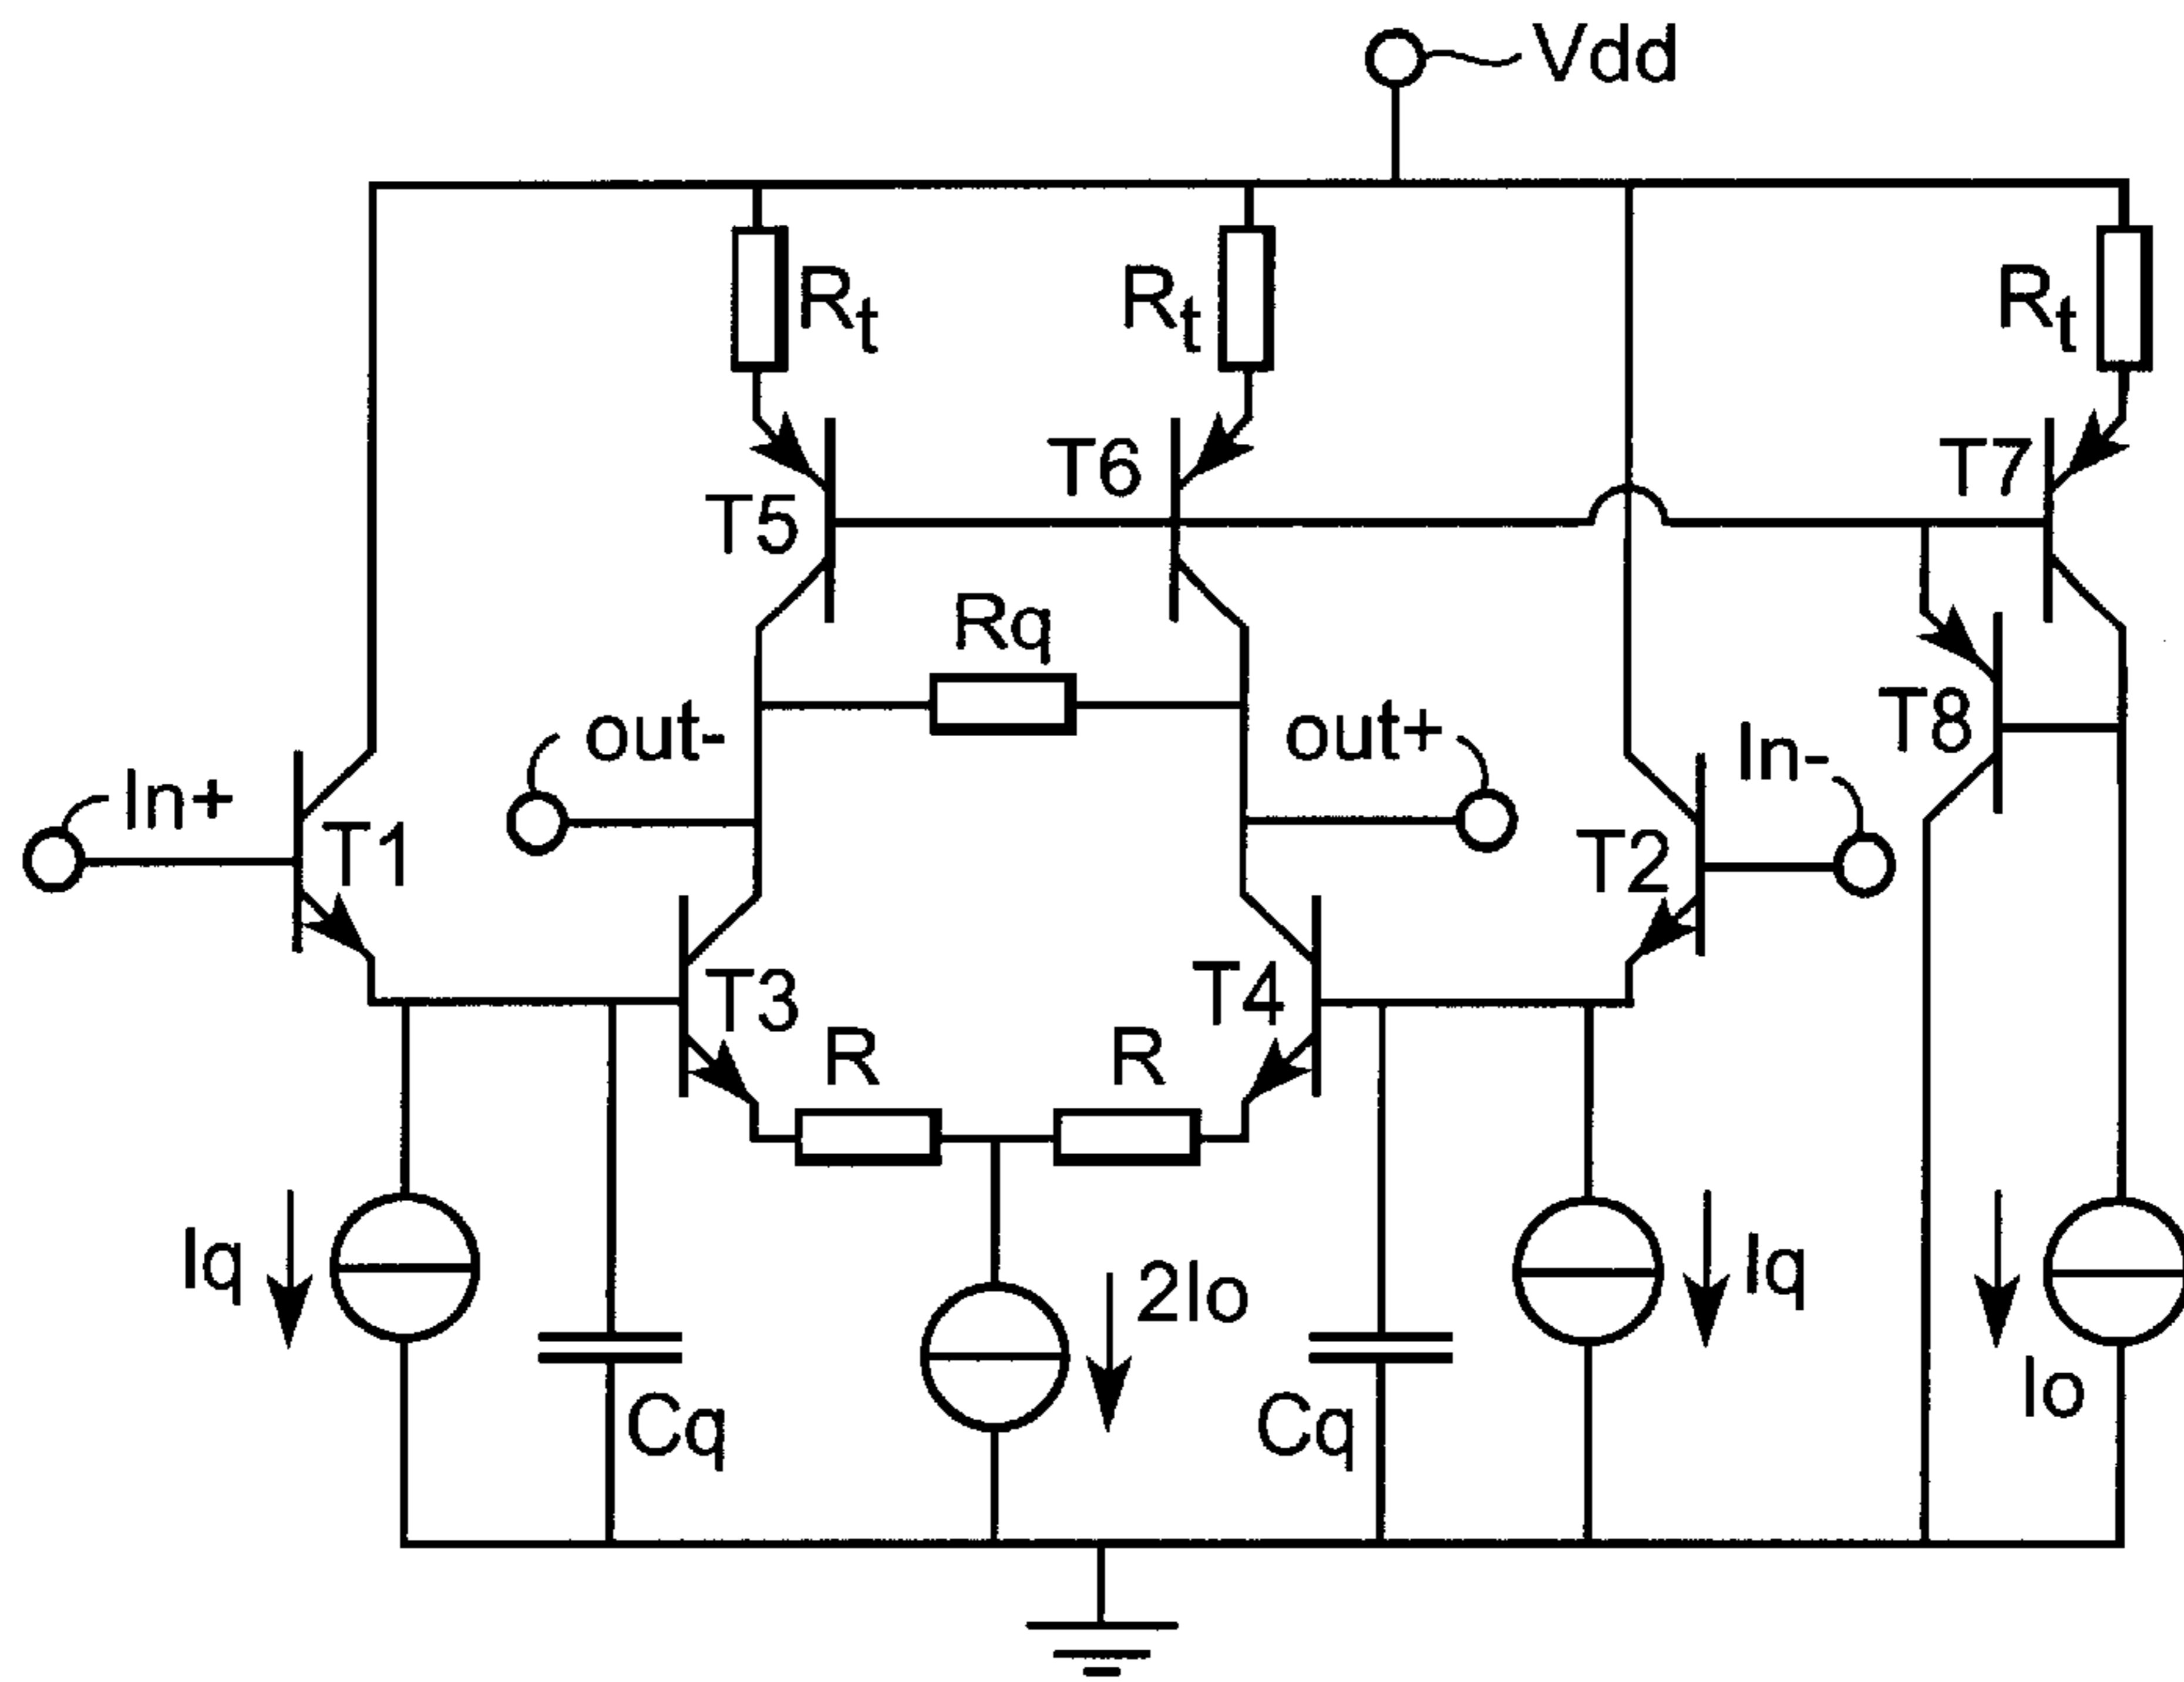 Vdd
Rt
Rt
Rt
T5
T6
T7
Rq
T8
out-
out+
In-
In+
T1
T2
T3
T4
R
R
Iq
2Io
Iq
Io
Cq
Cq